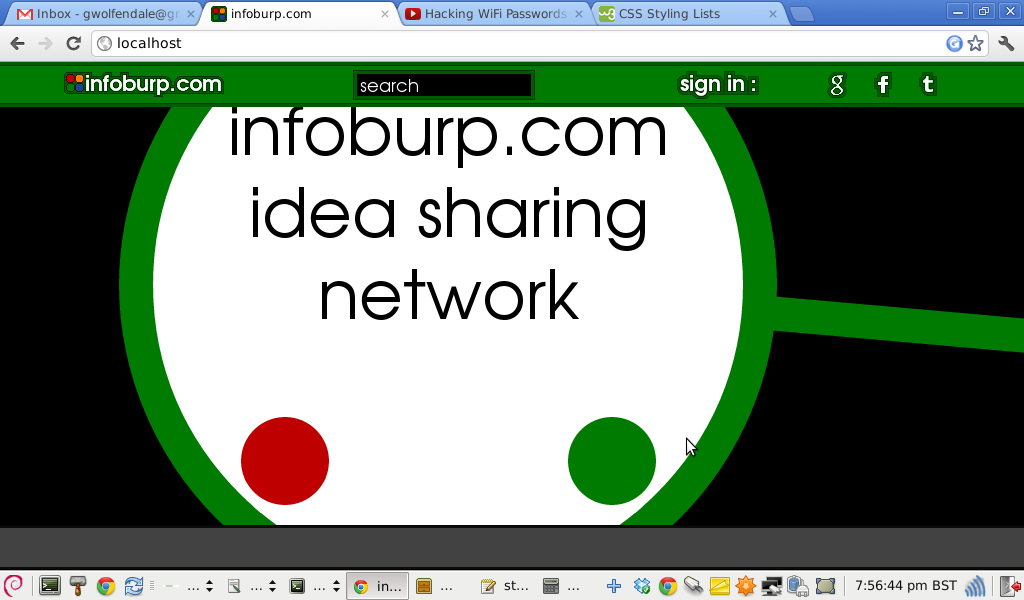 Inbox - gwolfendale@gr
infoburp.com
Hacking WiFi Passwords
CSS Styling Lists
localhost
infoburp.com
search
sign in :
g
f
t
infoburp.com
idea sharing
network
...
...
...
in...
...
st...
...
7:56:44 pm BST